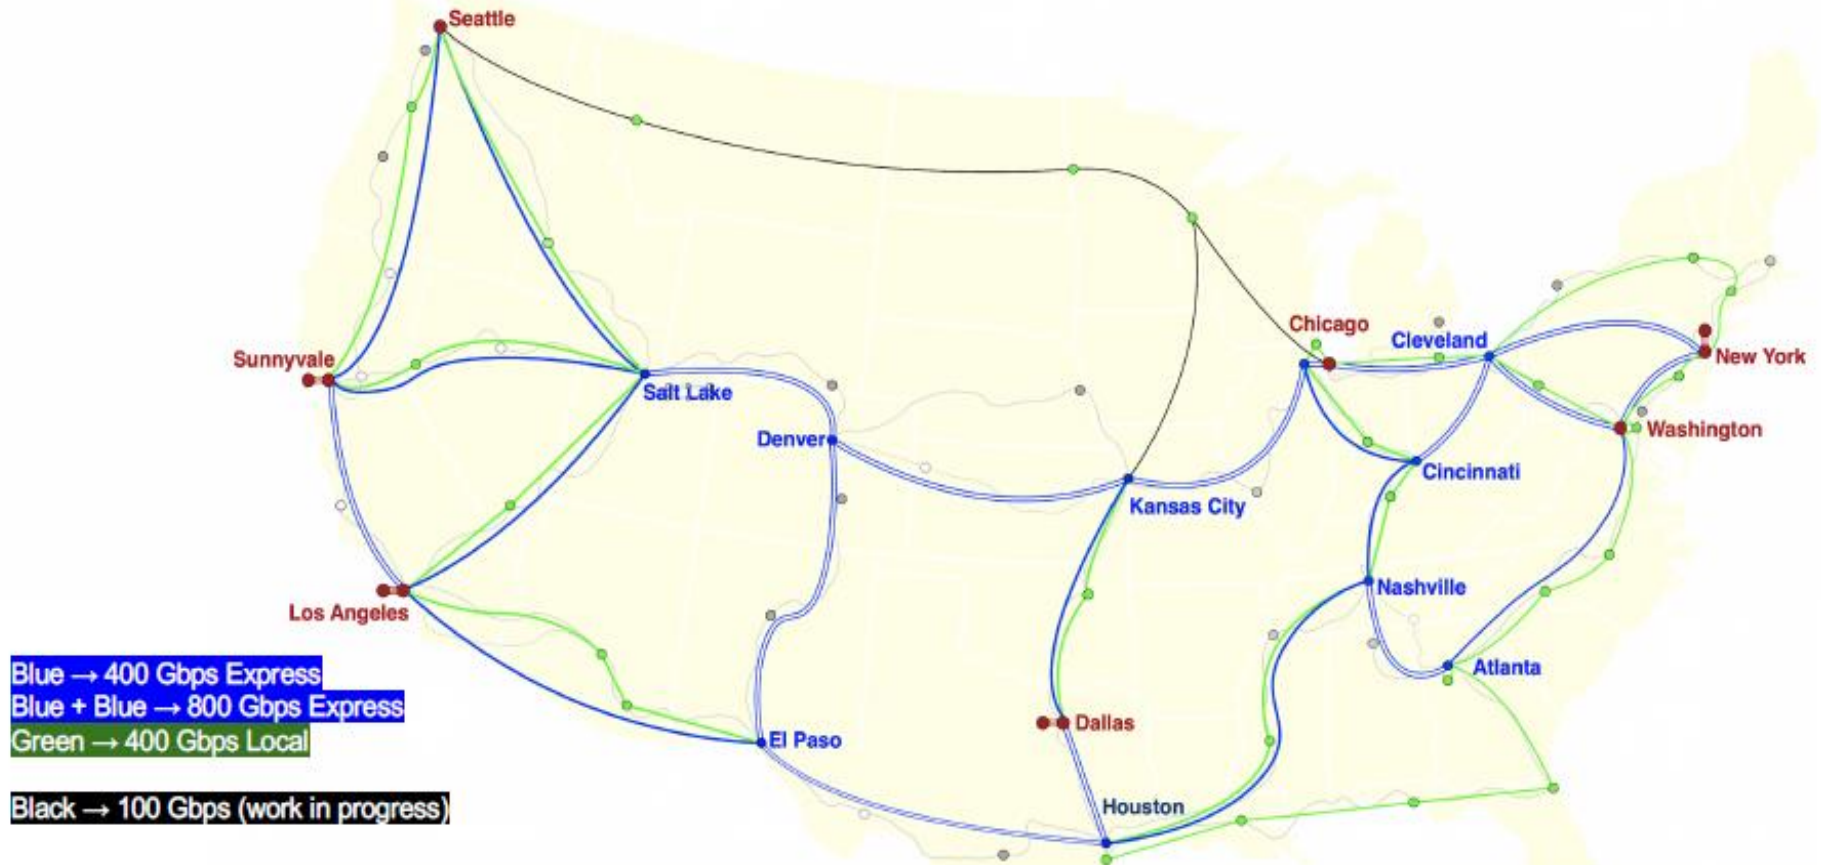 Seattle
Chicago
Cleveland
New York
Sunnyvale
Salt Lake
Washington
Denver
Cincinnati
Kansas City
Nashville
Los Angeles
Atlanta
Blue → 400 Gbps Express
Blue + Blue → 800 Gbps Express
Green → 400 Gbps Local
Dallas
El Paso
Black → 100 Gbps (work in progress)
Houston